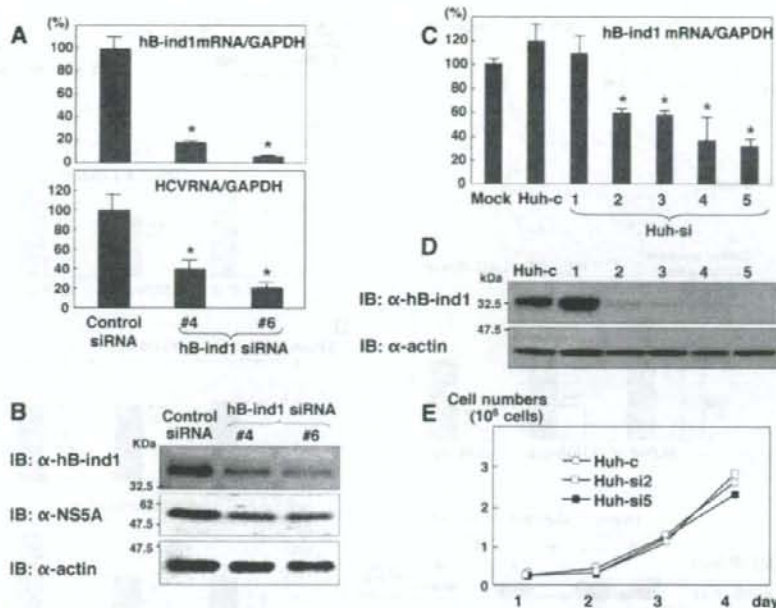 A
(%)
hB-ind1mRNA/GAPDH
100
80
60
40
20
0
HCVRNA/GAPDH
120
100
80
60
40
20
0
* *
* *
Control siRNA
#4 #6
hB-ind1 siRNA
B
Control siRNA
hB-ind1 siRNA
#4 #6
KDa
IB: α-hB-ind1
32.5
IB: α-NS5A
62
47.5
IB: α-actin
47.5
C
(%)
hB-ind1 mRNA/GAPDH
120
100
80
60
40
20
0
* * * *
Mock Huh-c 1 2 3 4 5
Huh-si
D
Huh-c 1 2 3 4 5
kDa
IB: α-hB-ind1
32.5
47.5
IB: α-actin
E
Cell numbers
(10⁶ cells)
3
2
1
0
Huh-c
Huh-si2
Huh-si5
1 2 3 4 day